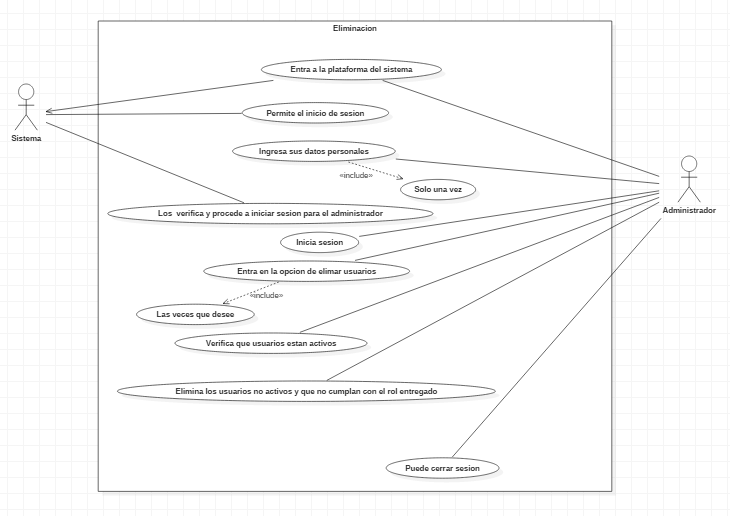 Eliminacion
Entra a la plataforma del sistema
Permite el inicio de sesion
Sistema
Ingresa sus datos personales
«include»
Solo una vez
Administrador
Los  verifica y procede a iniciar sesion para el administrador
Inicia sesion
Entra en la opcion de elimar usuarios
«include»
Las veces que desee
Verifica que usuarios estan activos
Elimina los usuarios no activos y que no cumplan con el rol entregado
Puede cerrar sesion